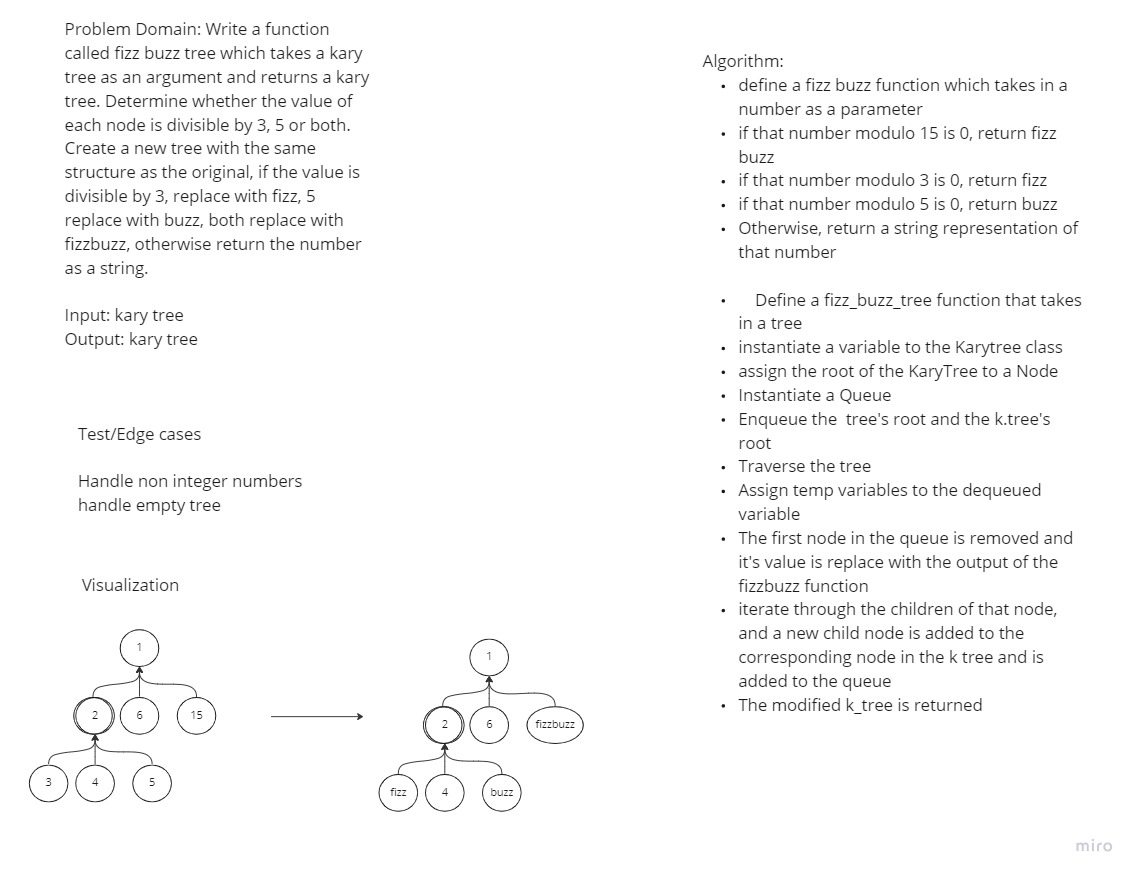 Problem Domain: Write a function
called fizz buzz tree which takes a kary
tree as an argument and returns a kary
tree. Determine whether the value of
each node is divisible by 3, 5 or both.
Create a new tree with the same
structure as the original, if the value is
divisible by 3, replace with fizz, 5
replace with buzz, both replace with
fizzbuzz, otherwise return the number
as a string.
Input: kary tree
Output: kary tree
Test/Edge cases
Handle non integer numbers
handle empty tree
Visualization
1
2 6 15
3 4 5
1
2 6 fizzbuzz
fizz 4 buzz
Algorithm:
• define a fizz buzz function which takes in a
number as a parameter
• if that number modulo 15 is 0, return fizz
buzz
• if that number modulo 3 is 0, return fizz
• if that number modulo 5 is 0, return buzz
• Otherwise, return a string representation of
that number
• Define a fizz_buzz_tree function that takes
in a tree
• instantiate a variable to the Karytree class
• assign the root of the KaryTree to a Node
• Instantiate a Queue
• Enqueue the tree's root and the k.tree's
root
• Traverse the tree
• Assign temp variables to the dequeued
variable
• The first node in the queue is removed and
it's value is replace with the output of the
fizzbuzz function
• iterate through the children of that node,
and a new child node is added to the
corresponding node in the k tree and is
added to the queue
• The modified k_tree is returned
miro